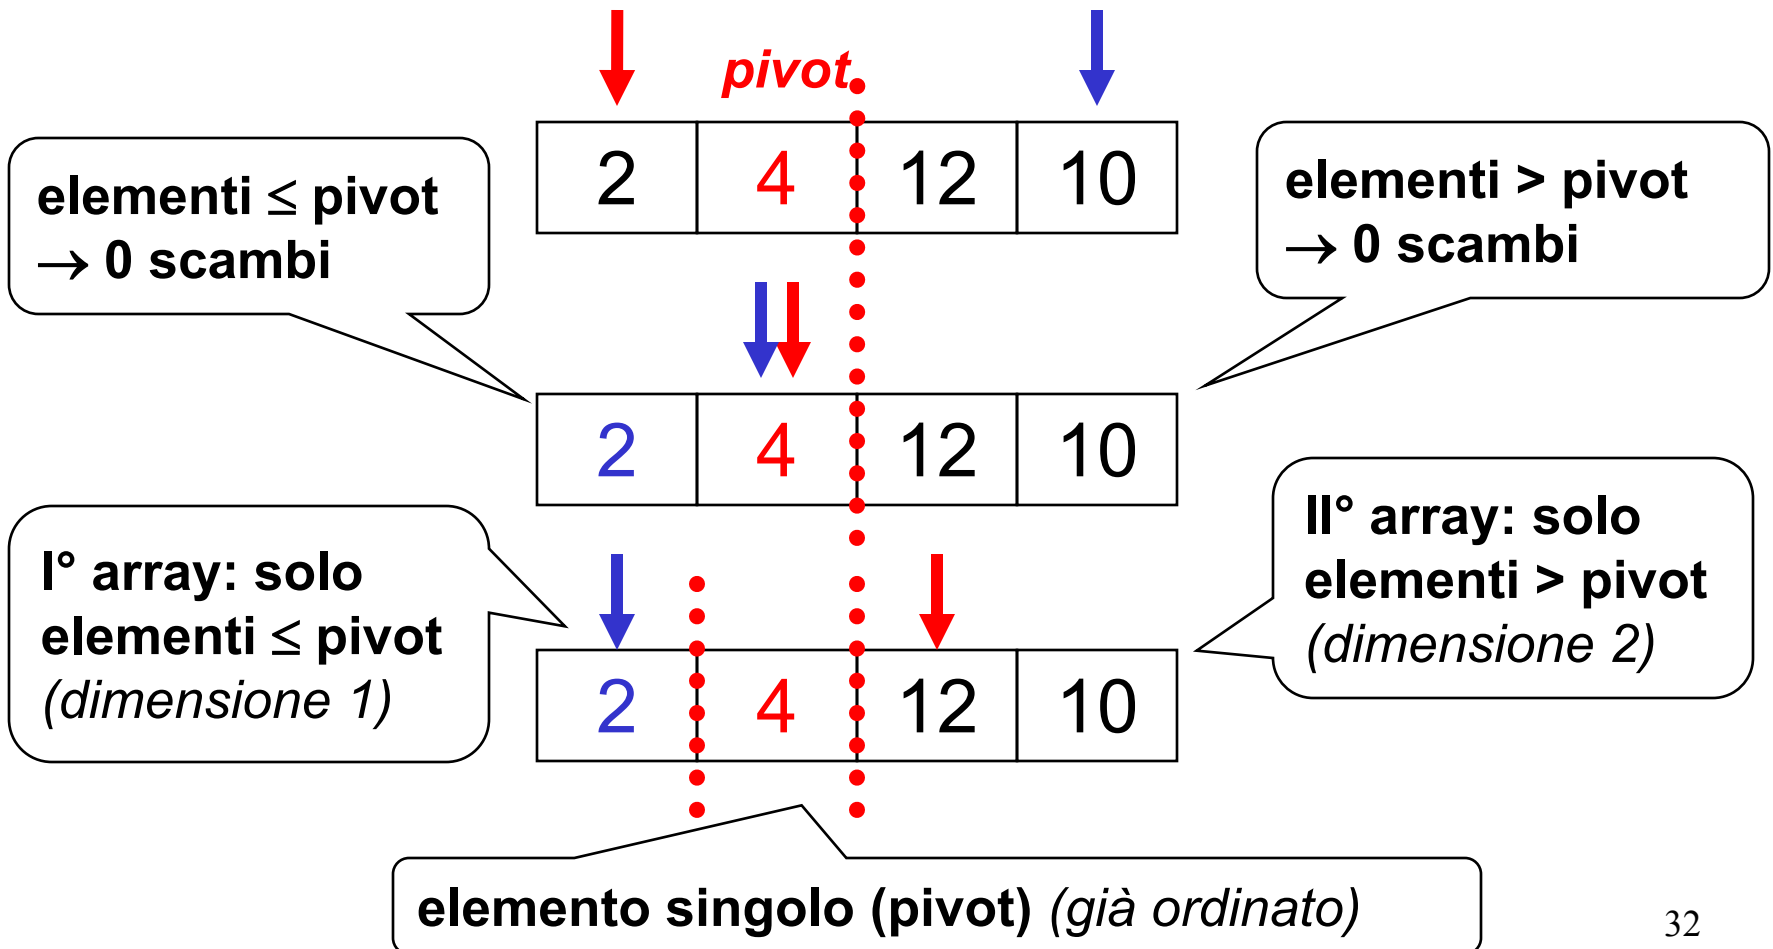 pivot
2 4 12 10
elementi ≤ pivot
→ 0 scambi
elementi > pivot
→ 0 scambi
2 4 12 10
I° array: solo
elementi ≤ pivot
(dimensione 1)
II° array: solo
elementi > pivot
(dimensione 2)
2 4 12 10
elemento singolo (pivot) (già ordinato)
32